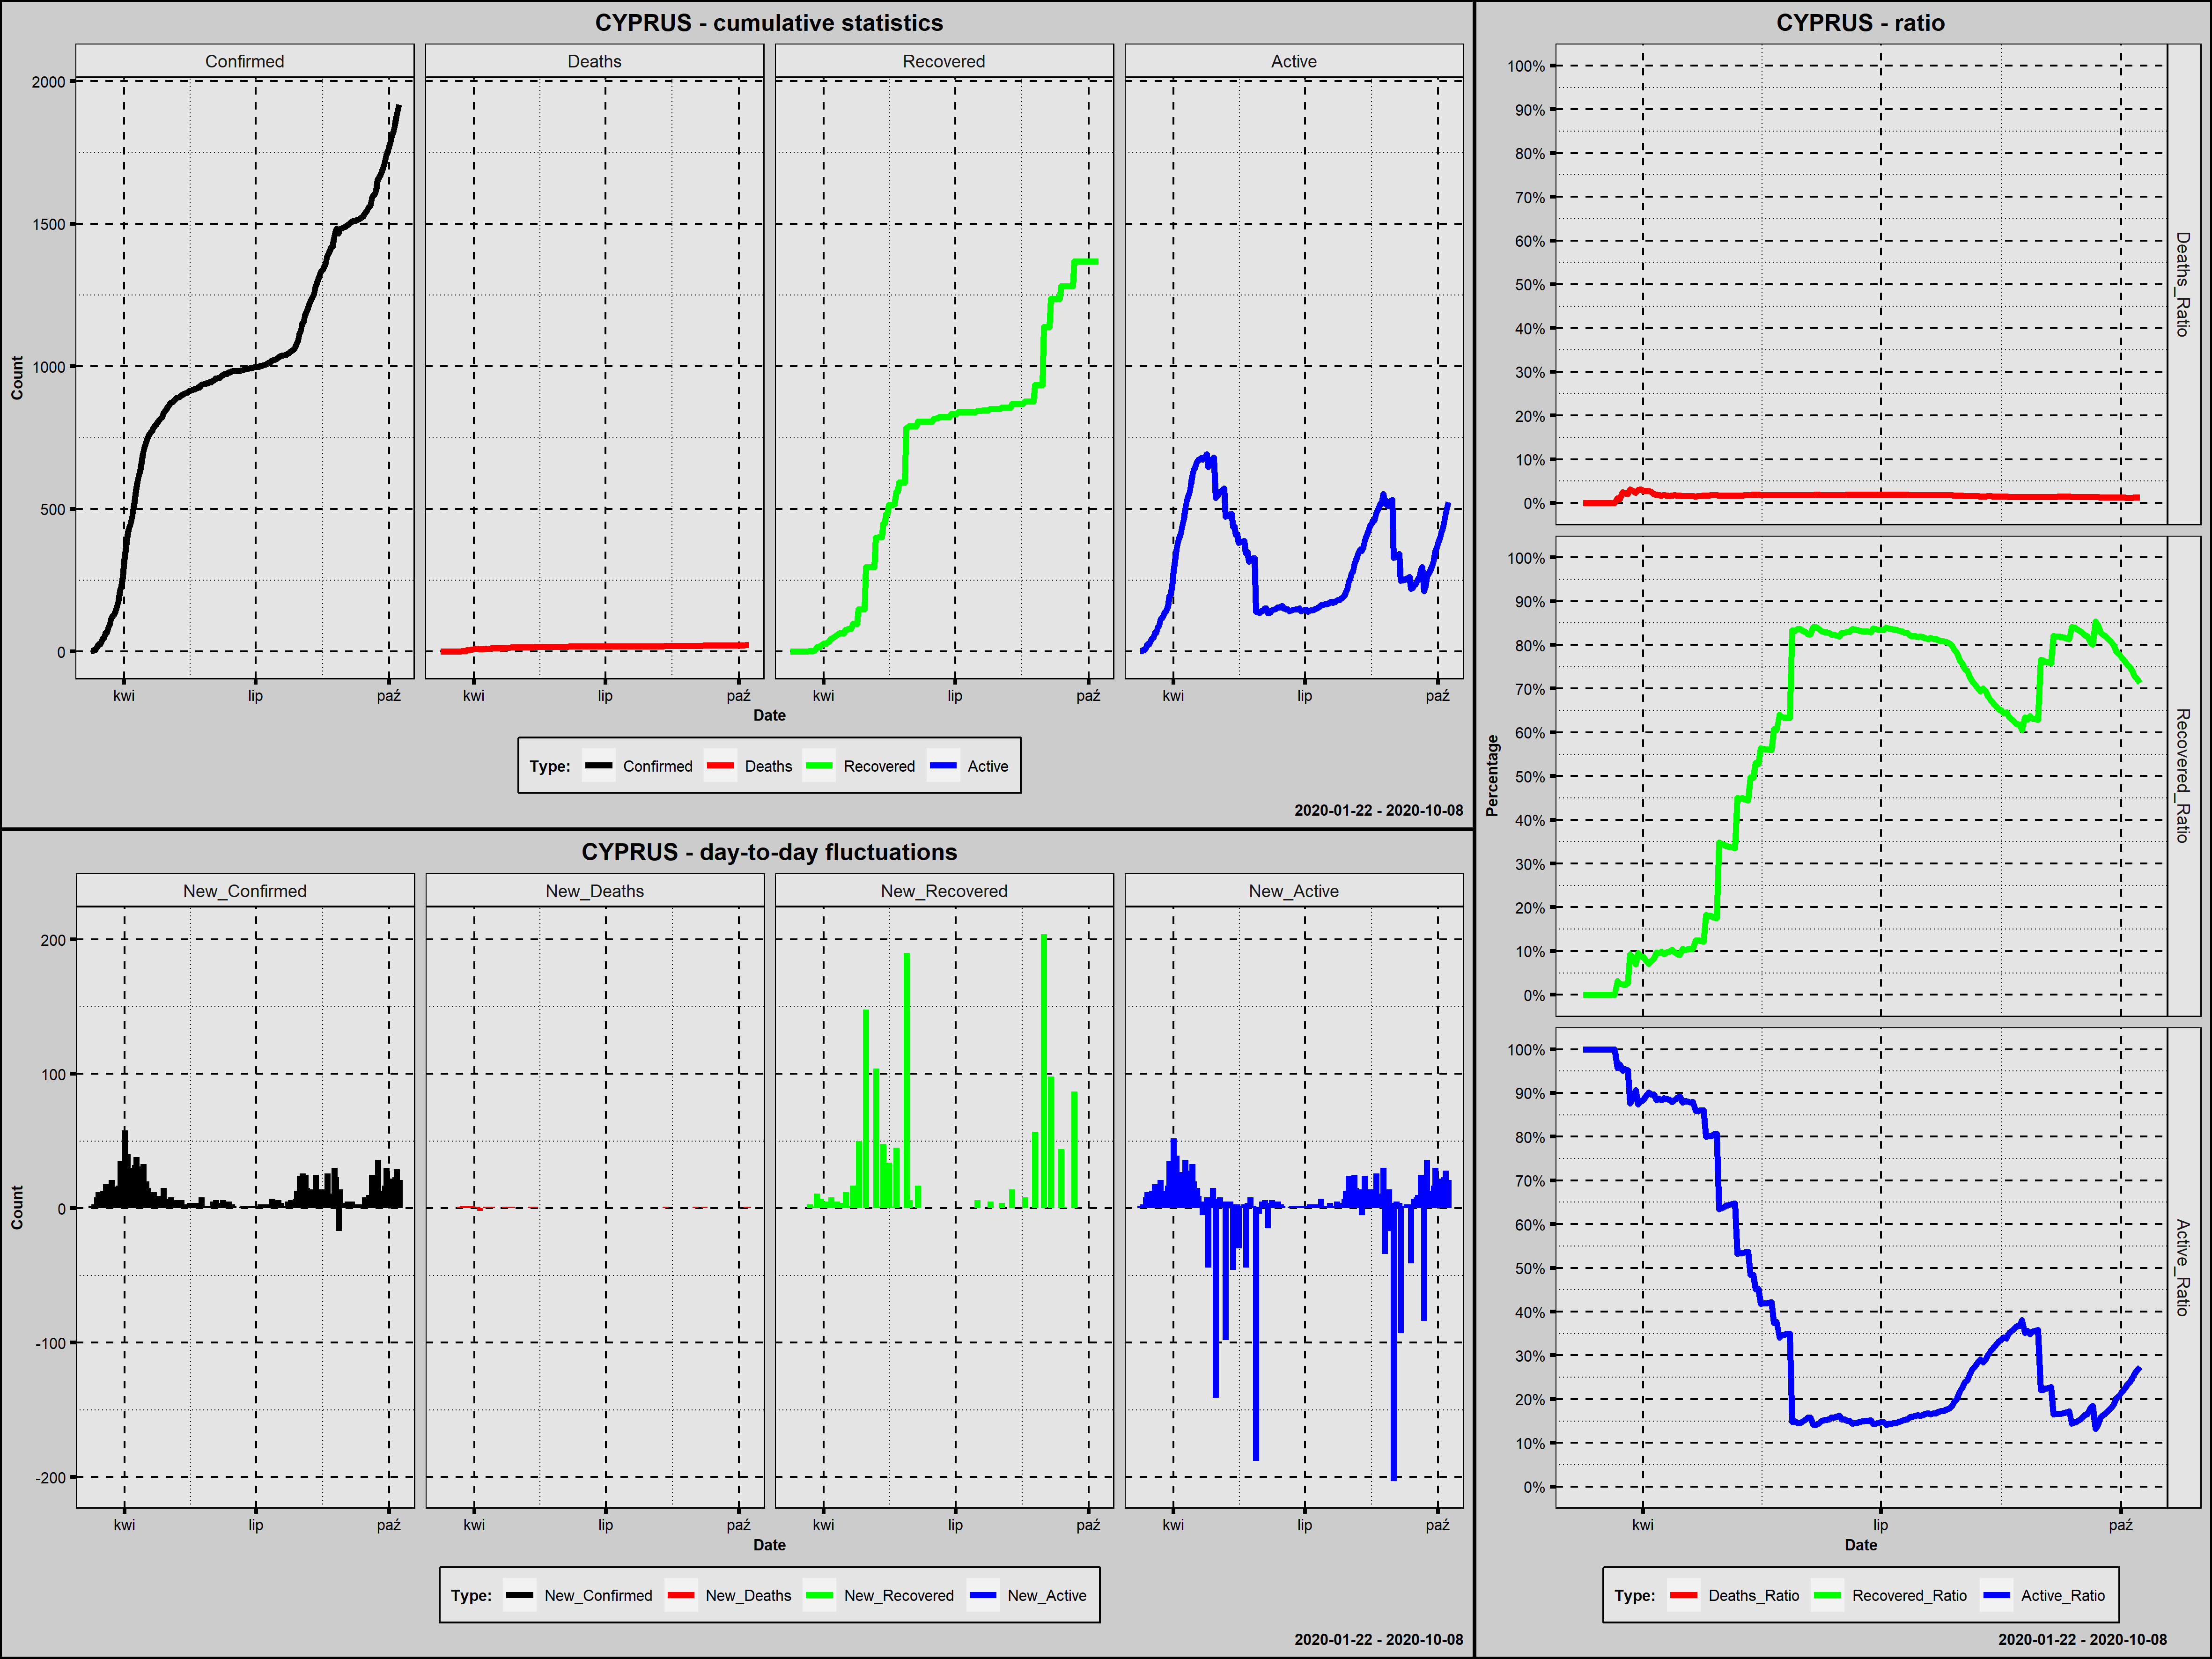 CYPRUS - cumulative statistics
Confirmed Deaths Recovered Active
Count
2000
1500
1000
500
0
kwi lip paź kwi lip paź kwi lip paź kwi lip paź
Date
Type: Confirmed Deaths Recovered Active
2020-01-22 - 2020-10-08
CYPRUS - day-to-day fluctuations
New_Confirmed New_Deaths New_Recovered New_Active
Count
200
100
0
-100
-200
kwi lip paź kwi lip paź kwi lip paź kwi lip paź
Date
Type: New_Confirmed New_Deaths New_Recovered New_Active
2020-01-22 - 2020-10-08
CYPRUS - ratio
Percentage
100%
90%
80%
70%
60%
50%
40%
30%
20%
10%
0%
Deaths_Ratio
100%
90%
80%
70%
60%
50%
40%
30%
20%
10%
0%
Recovered_Ratio
100%
90%
80%
70%
60%
50%
40%
30%
20%
10%
0%
Active_Ratio
kwi lip paź
Date
Type: Deaths_Ratio Recovered_Ratio Active_Ratio
2020-01-22 - 2020-10-08